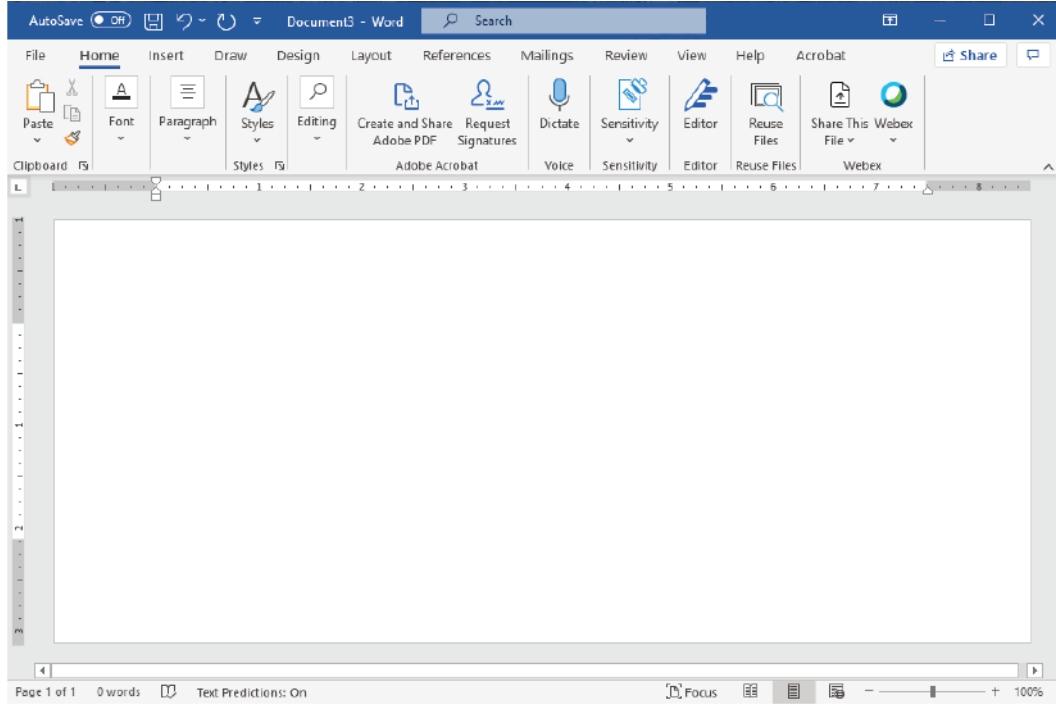 AutoSave Off Document3 - Word Search
File Home Insert Draw Design Layout References Mailings Review View Help Acrobat Share
Paste Font Paragraph Styles Editing Create and Share Request Dictate Sensitivity Editor Reuse Share This Webex
Adobe PDF Signatures Files File
Clipboard Styles Adobe Acrobat Voice Sensitivity Editor Reuse Files Webex
L 1 2 3 4 5 6 7 8
1
1
2
3
Page 1 of 1 0 words Text Predictions: On Focus 100%